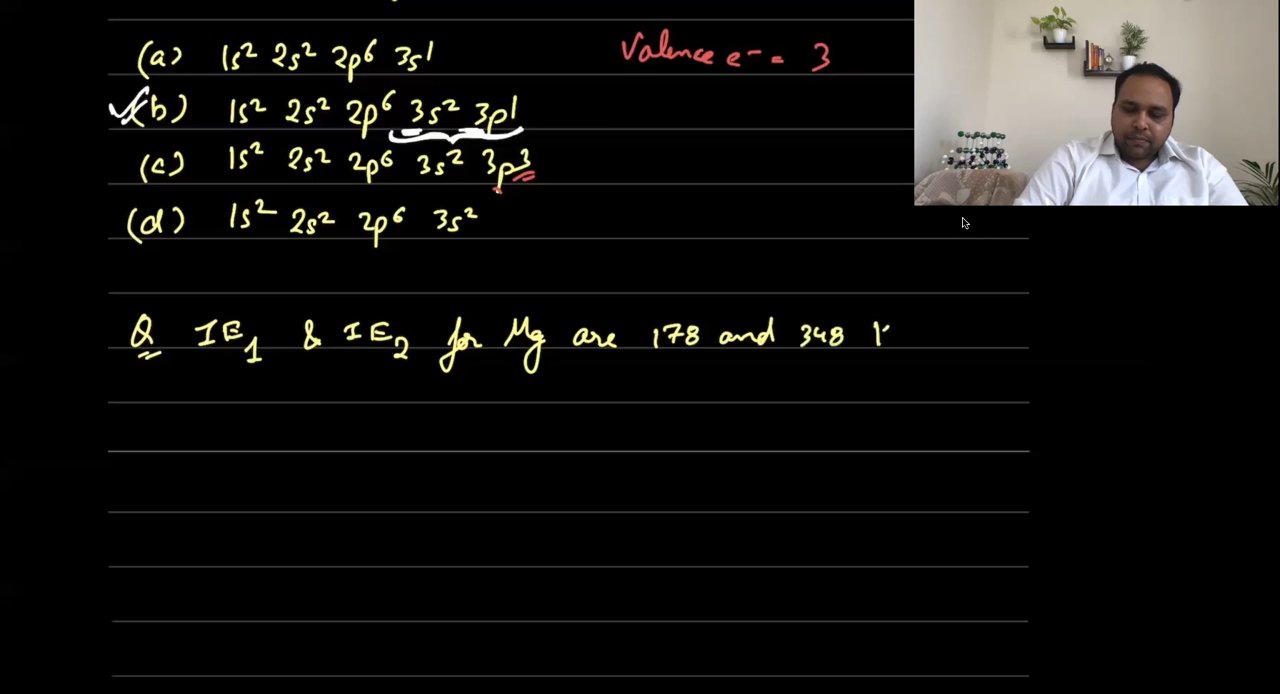 (a) 1s² 2s² 2p⁶ 3s¹ Valence e⁻ = 3
(b) 1s² 2s² 2p⁶ 3s² 3p¹
(c) 1s² 2s² 2p⁶ 3s² 3p³
(d) 1s² 2s² 2p⁶ 3s²
Q IE₁ & IE₂ for Mg are 178 and 348